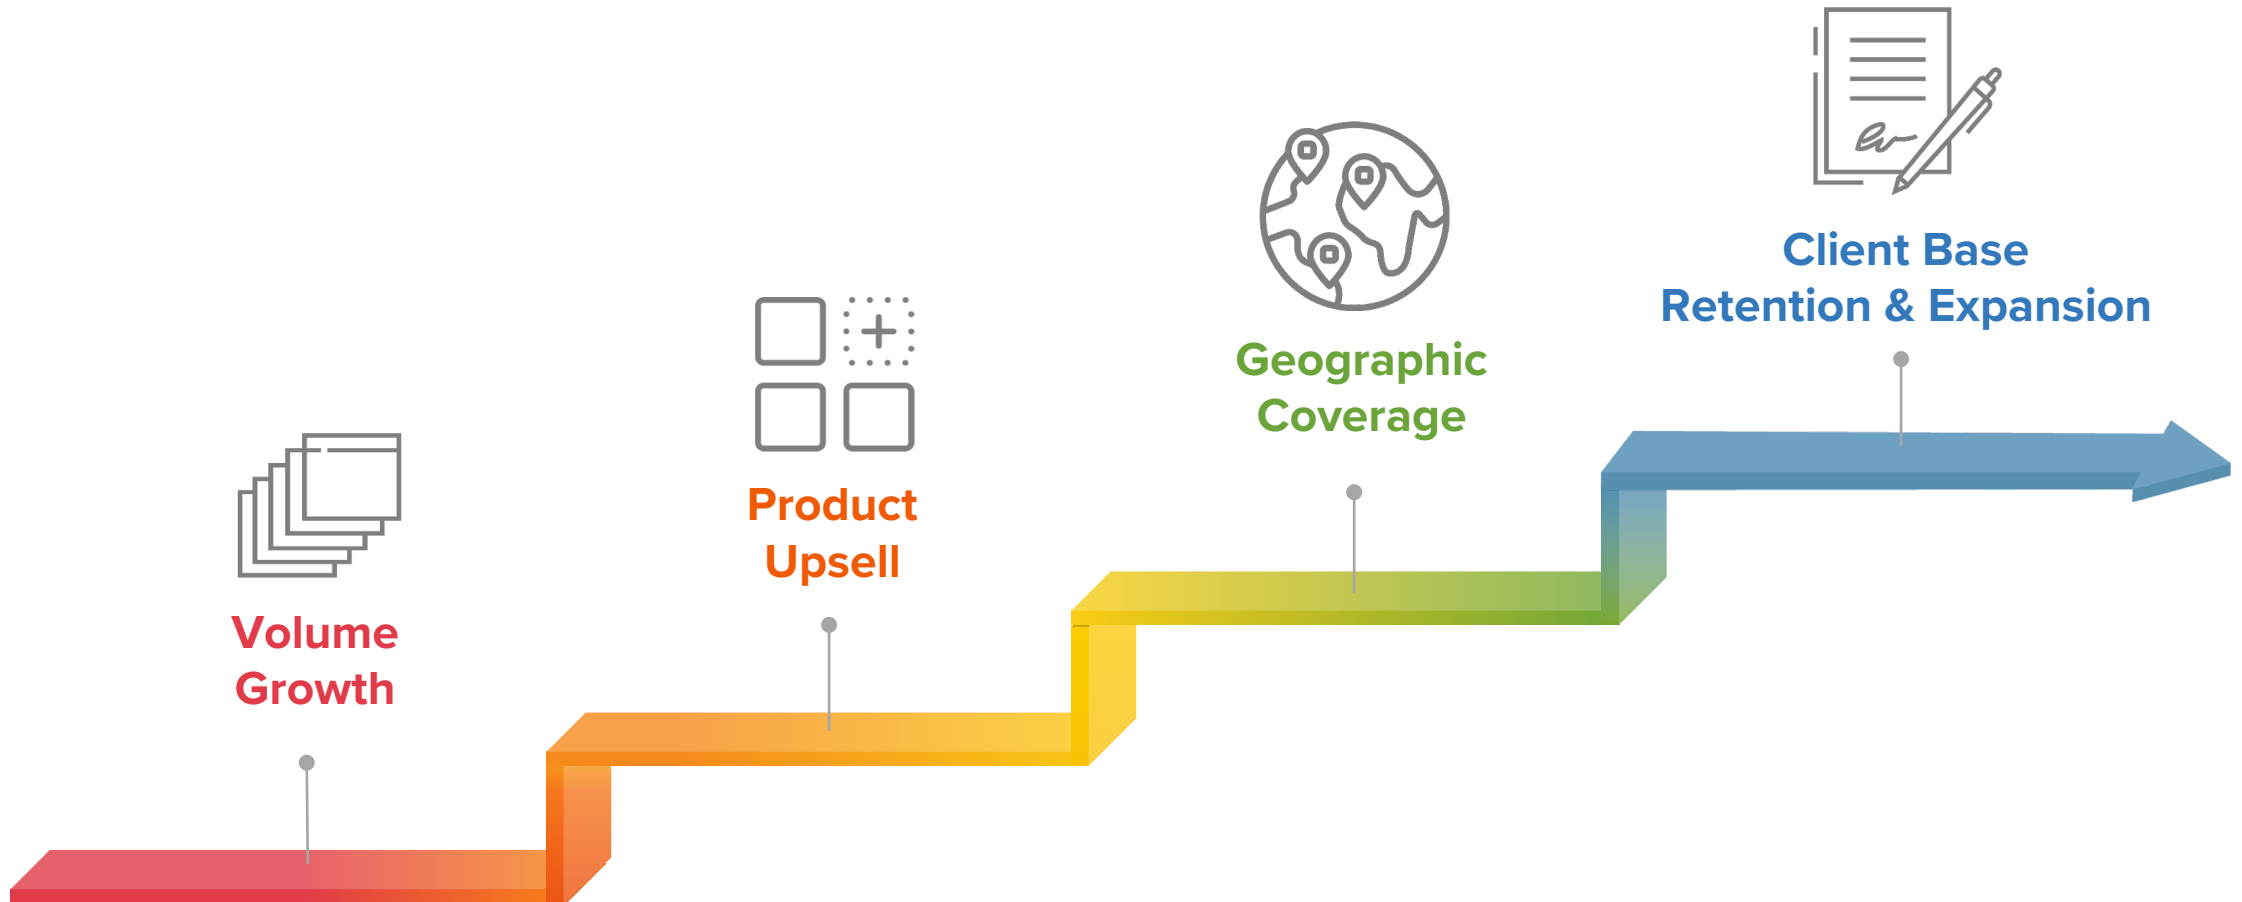 Volume
Growth
Product
Upsell
Geographic
Coverage
Client Base
Retention & Expansion